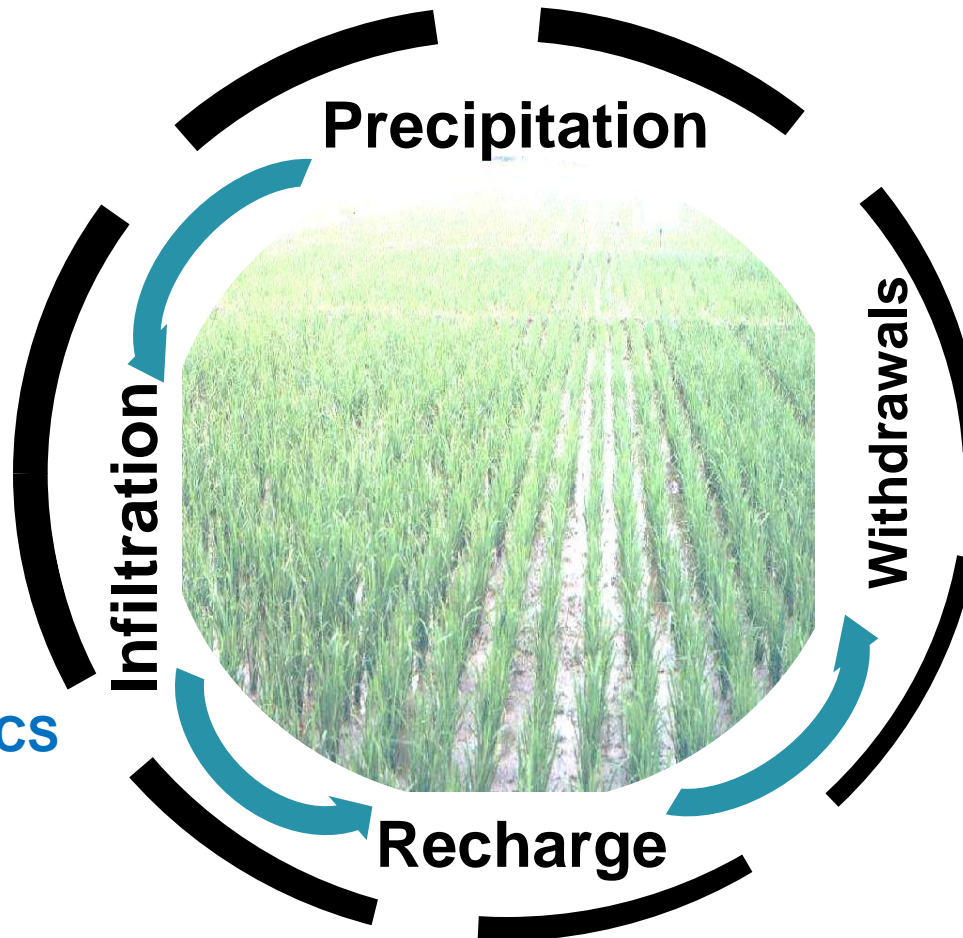 Precipitation
Withdrawals
Infiltration
CS
Recharge